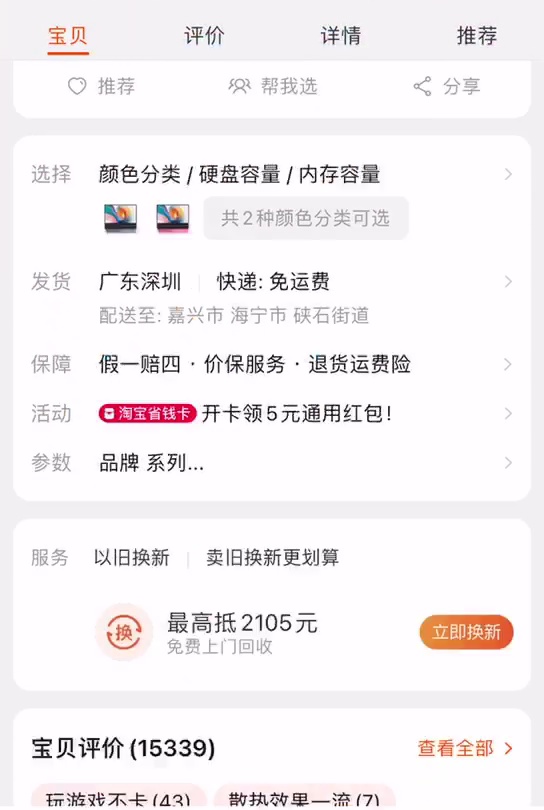 宝贝 评价 详情 推荐
推荐 帮我选 分享
选择 颜色分类 / 硬盘容量 / 内存容量
共2种颜色分类可选
发货 广东深圳 快递: 免运费
配送至: 嘉兴市 海宁市 硖石街道
保障 假一赔四 · 价保服务 · 退货运费险
活动 淘宝省钱卡 开卡领5元通用红包!
参数 品牌 系列...
服务 以旧换新 卖旧换新更划算
换 最高抵2105元 立即换新
免费上门回收
宝贝评价 (15339) 查看全部
玩游戏不卡 (43) 散热效果一流 (7)